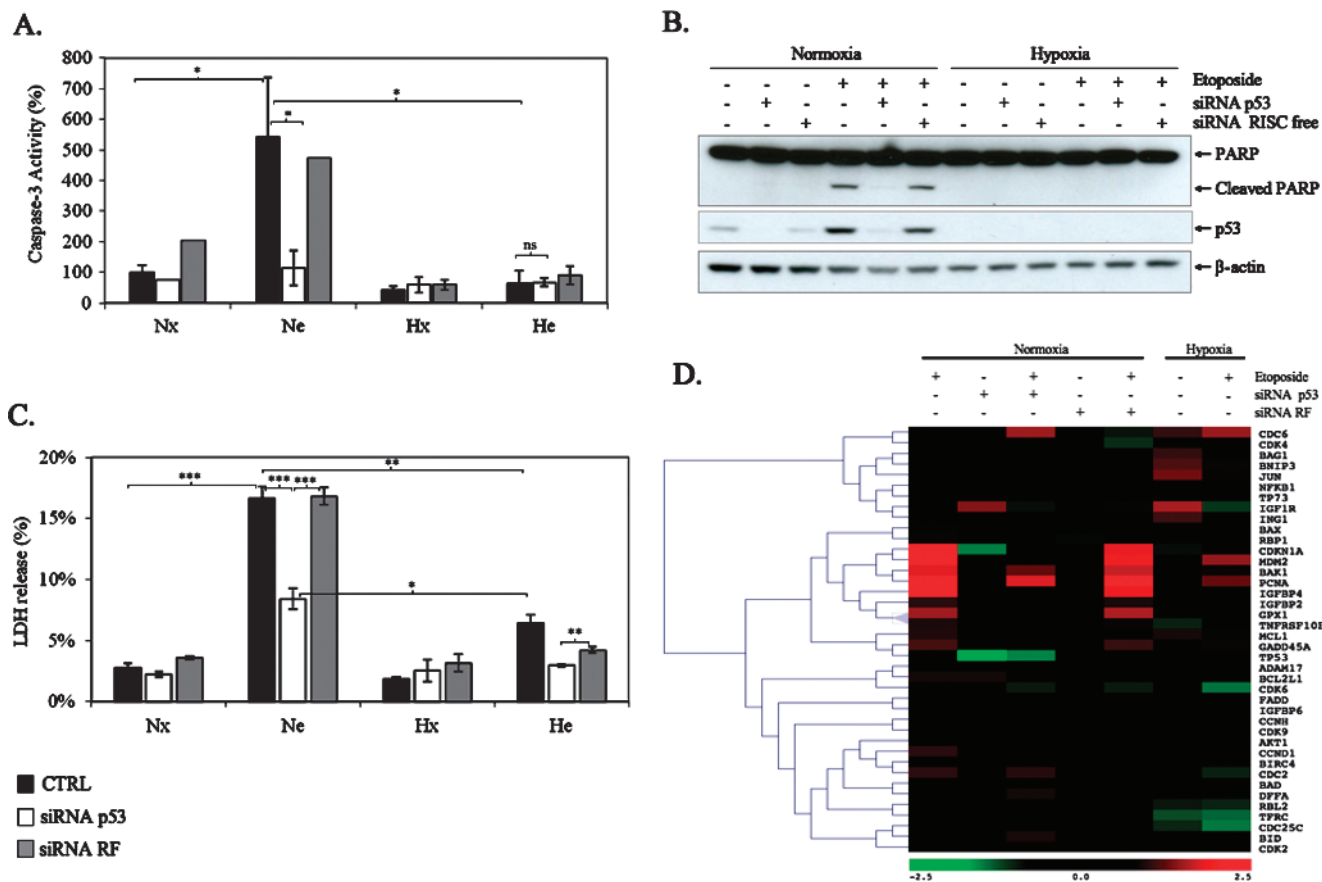 A.
Caspase-3 Activity (%)
800
700
600
500
400
300
200
100
0
*
*
*
ns
Nx
Ne
Hx
He
B.
Normoxia Hypoxia
- - - + + + - - - + + + Etoposide
- + - - + - - + - - + - siRNA p53
- - + - - + - - + - - + siRNA RISC free
PARP
Cleaved PARP
p53
β-actin
C.
LDH release (%)
20%
15%
10%
5%
0%
***
**
*** ***
*
**
Nx
Ne
Hx
He
CTRL
siRNA p53
siRNA RF
D.
Normoxia Hypoxia
+ - + - + - + Etoposide
- + + - - - - siRNA p53
- - - + + - - siRNA RF
CDC6
CDK4
BAG1
BNIP3
JUN
NFKB1
TP73
IGF1R
ING1
BAX
RBP1
CDKN1A
MDM2
BAK1
PCNA
IGFBP4
IGFBP2
GPX1
MCL1
GADD45A
TP53
ADAM17
BCL2L1
CDK6
FADD
IGFBP6
CCNH
CDK9
AKT1
CCND1
BIRC4
CDC2
BAD
DFFA
RBL2
TFRC
CDC25C
BID
CDK2
-2.5 0.0 2.5